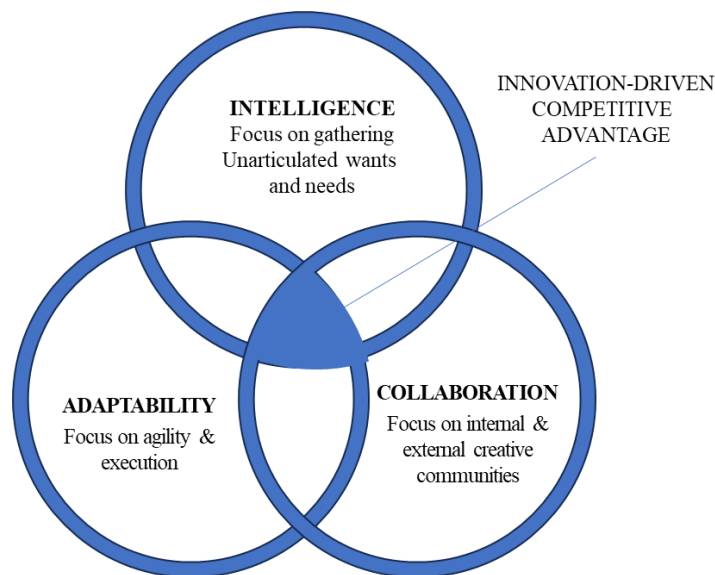 INNOVATION-DRIVEN
COMPETITIVE
ADVANTAGE
INTELLIGENCE
Focus on gathering
Unarticulated wants
and needs
ADAPTABILITY
Focus on agility &
execution
COLLABORATION
Focus on internal &
external creative
communities